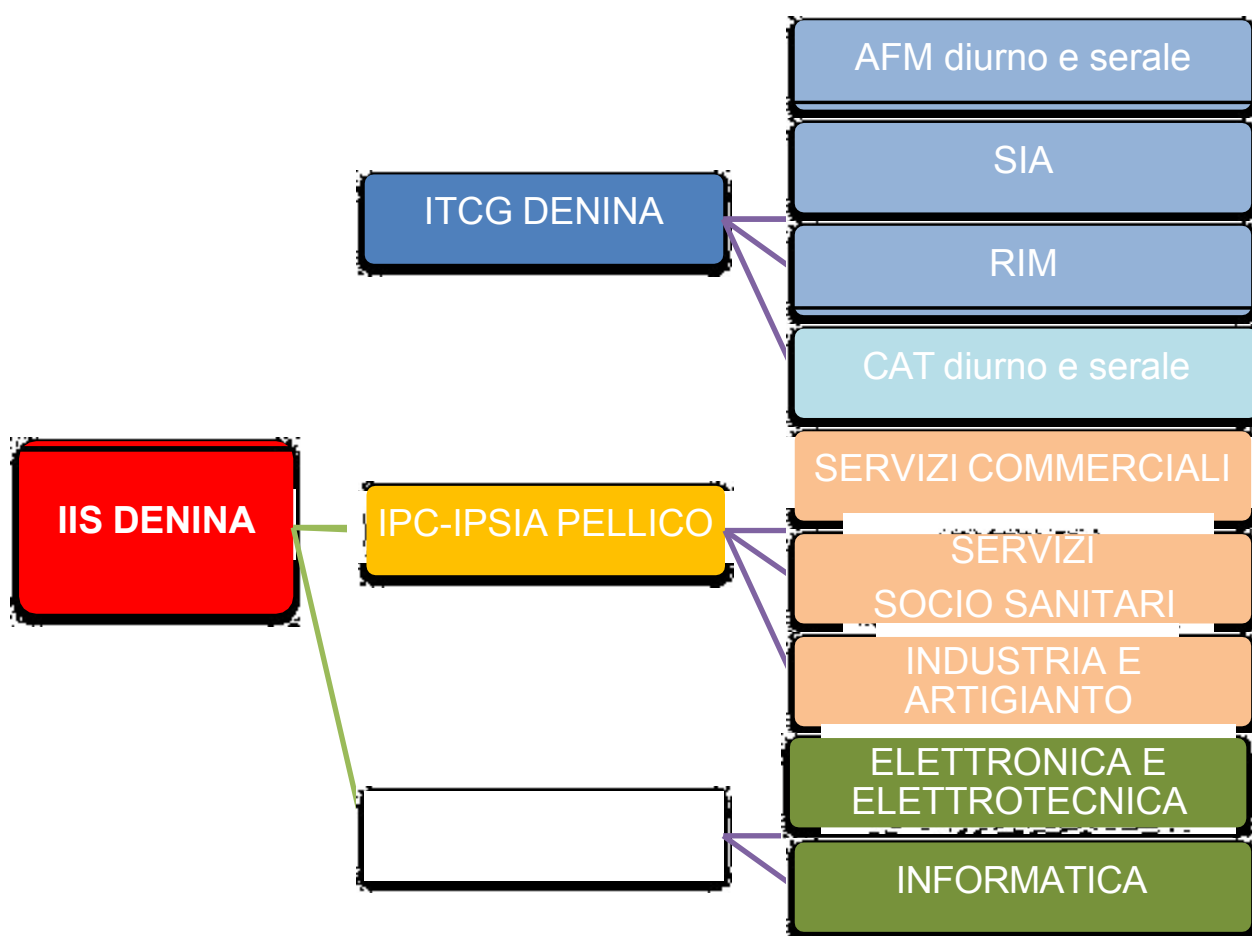 AFM diurno e serale
SIA
ITCG DENINA
RIM
CAT diurno e serale
SERVIZI COMMERCIALI
IIS DENINA
IPC-IPSIA PELLICO
SERVIZI
SOCIO SANITARI
INDUSTRIA E
ARTIGIANTO
ELETTRONICA E
ELETTROTECNICA
INFORMATICA